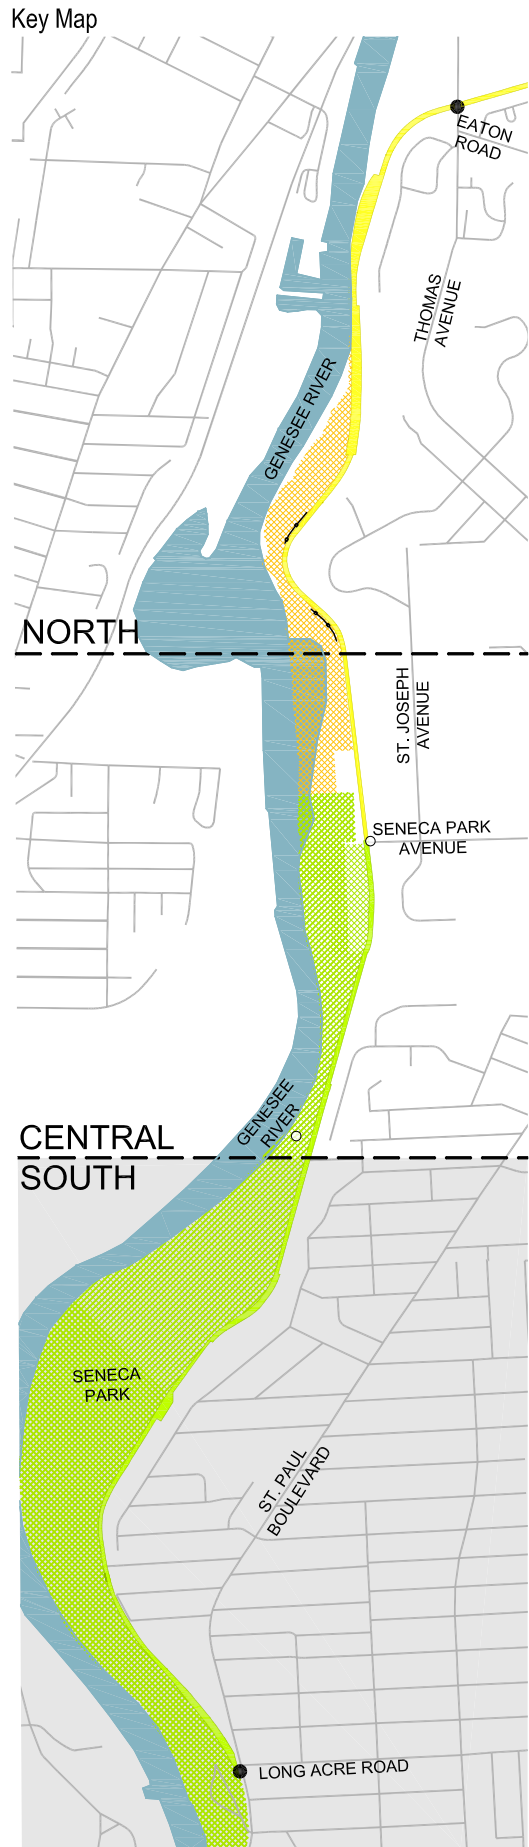 Key Map
EATON
ROAD
THOMAS
AVENUE
GENESEE RIVER
NORTH
ST. JOSEPH
AVENUE
SENECA PARK
AVENUE
GENESEE
RIVER
CENTRAL
SOUTH
SENECA
PARK
ST. PAUL
BOULEVARD
LONG ACRE ROAD